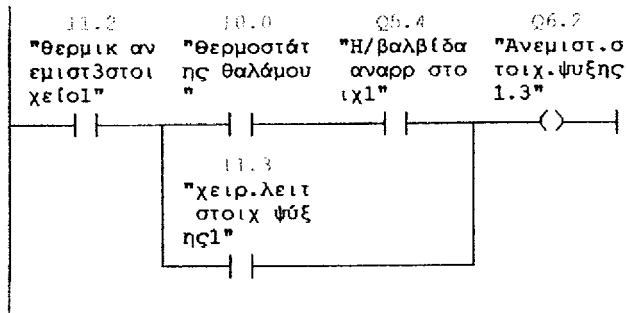 I1.2 I0.0 Q5.4 Q6.2
"θερμικ αν "θερμοστάτ "Η/βαλβίδα "Ανεμιστ.σ
εμιστ3στοι ης θαλάμου αναρρ στο τοιχ.ψυξης
χείο1" " ιχ1" 1.3"
I1.3
"χειρ.λειτ
στοιχ ψύξ
ης1"